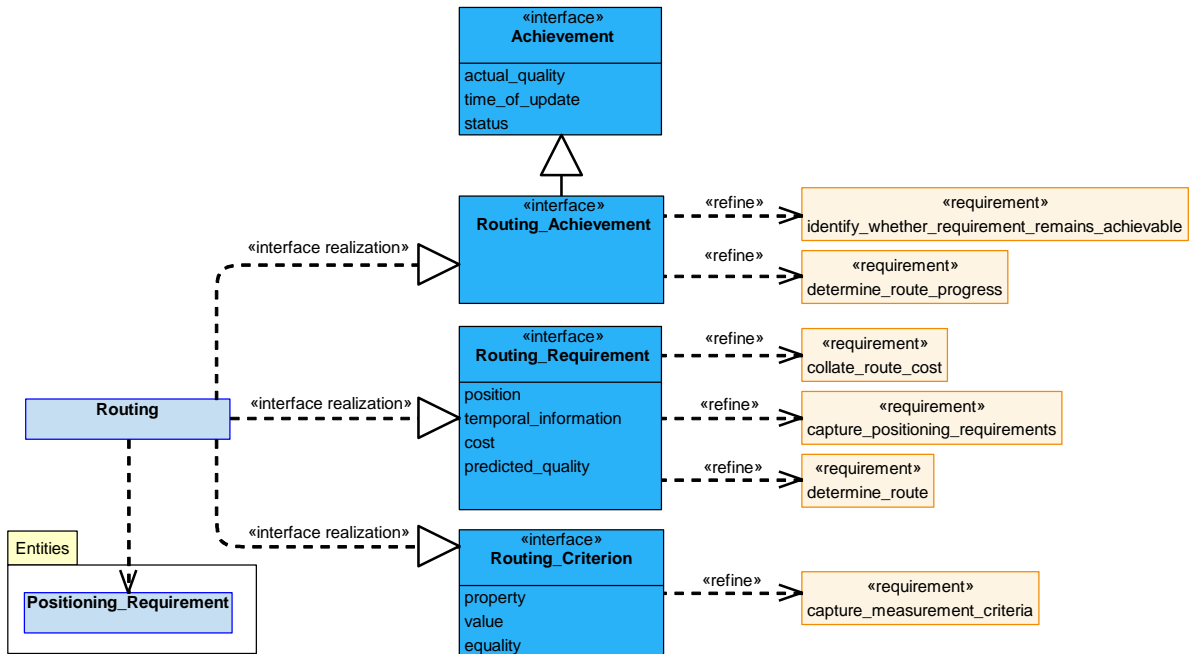 «interface»
Achievement
actual_quality
time_of_update
status
«interface»
Routing_Achievement
«refine»
«requirement»
identify_whether_requirement_remains_achievable
«interface realization»
«refine»
«requirement»
determine_route_progress
«interface»
Routing_Requirement
position
temporal_information
cost
predicted_quality
«refine»
«requirement»
collate_route_cost
Routing
«interface realization»
«refine»
«requirement»
capture_positioning_requirements
«refine»
«requirement»
determine_route
«interface realization»
«interface»
Routing_Criterion
property
value
equality
Entities
Positioning_Requirement
«refine»
«requirement»
capture_measurement_criteria